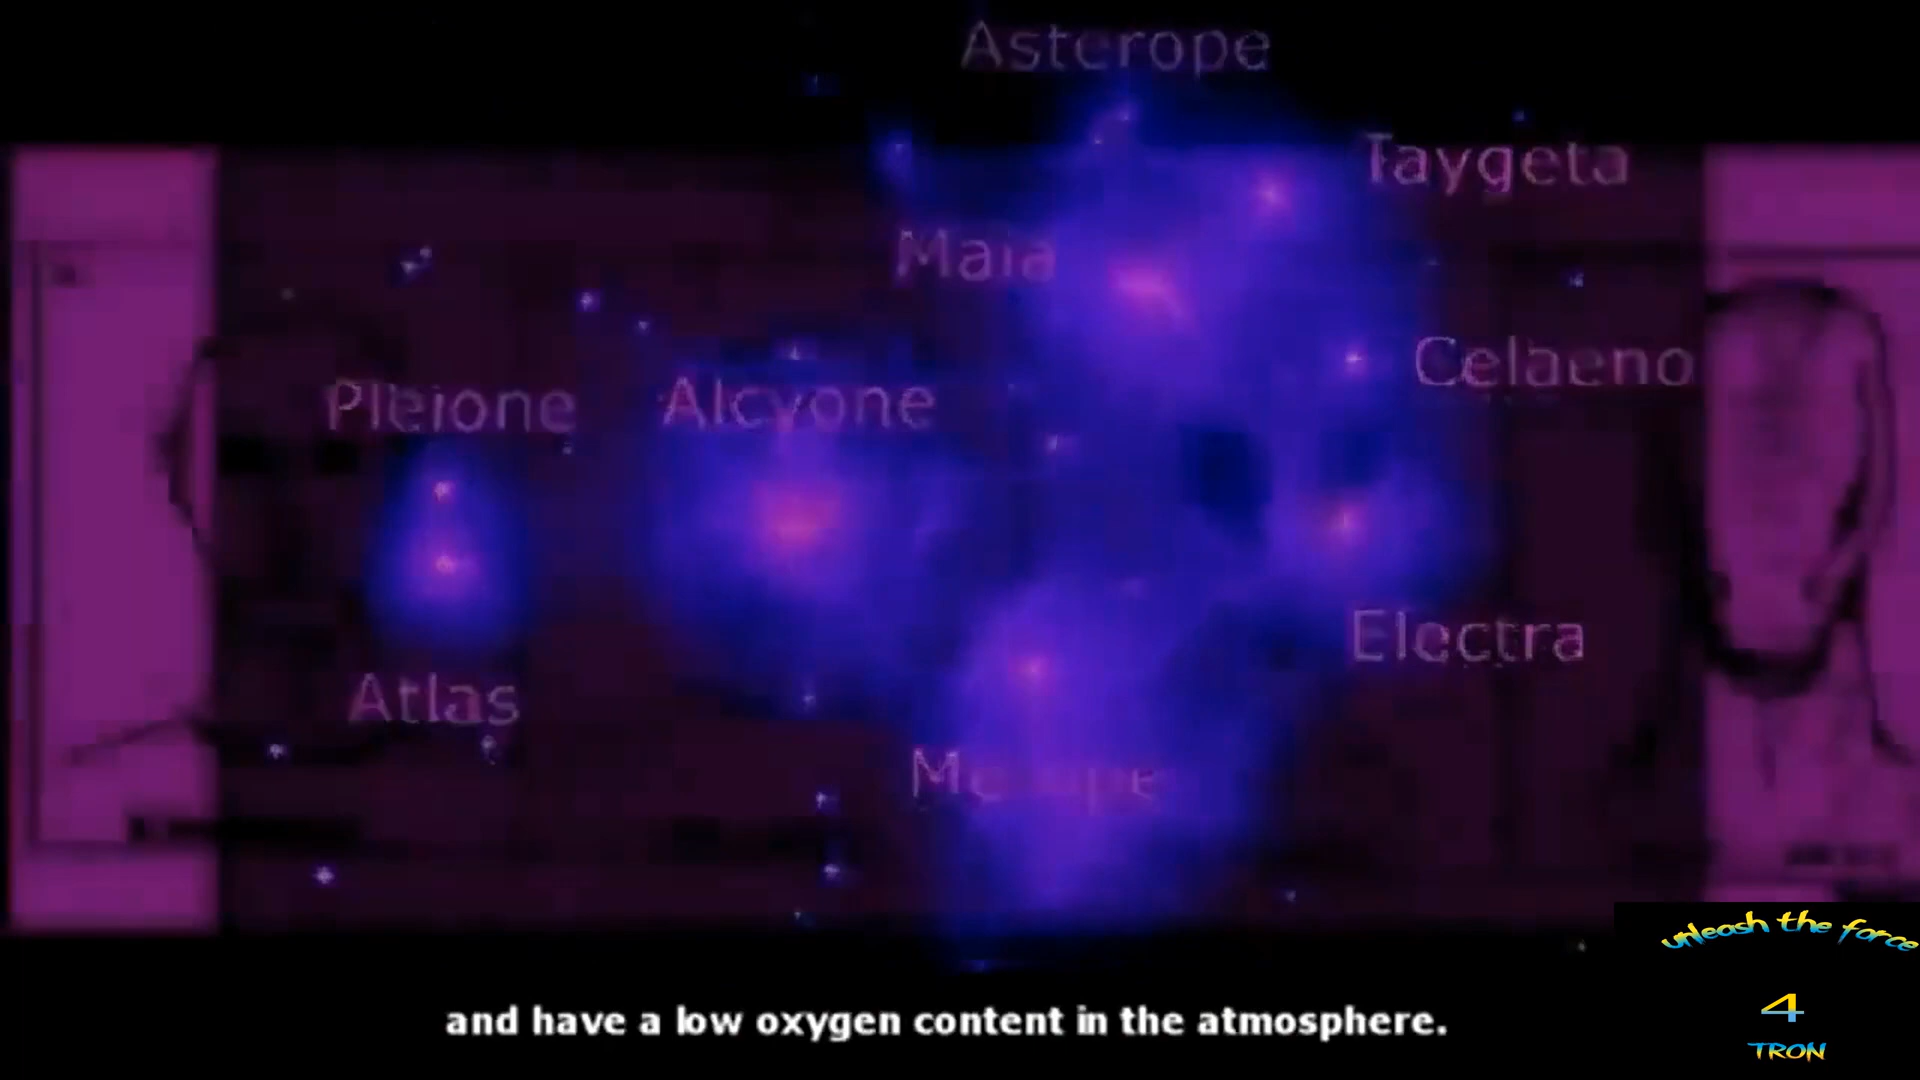 Asterope
Taygeta
Maia
Celaeno
Pleione
Alcyone
Electra
Atlas
Merope
unleash the force
4
TRON
and have a low oxygen content in the atmosphere.